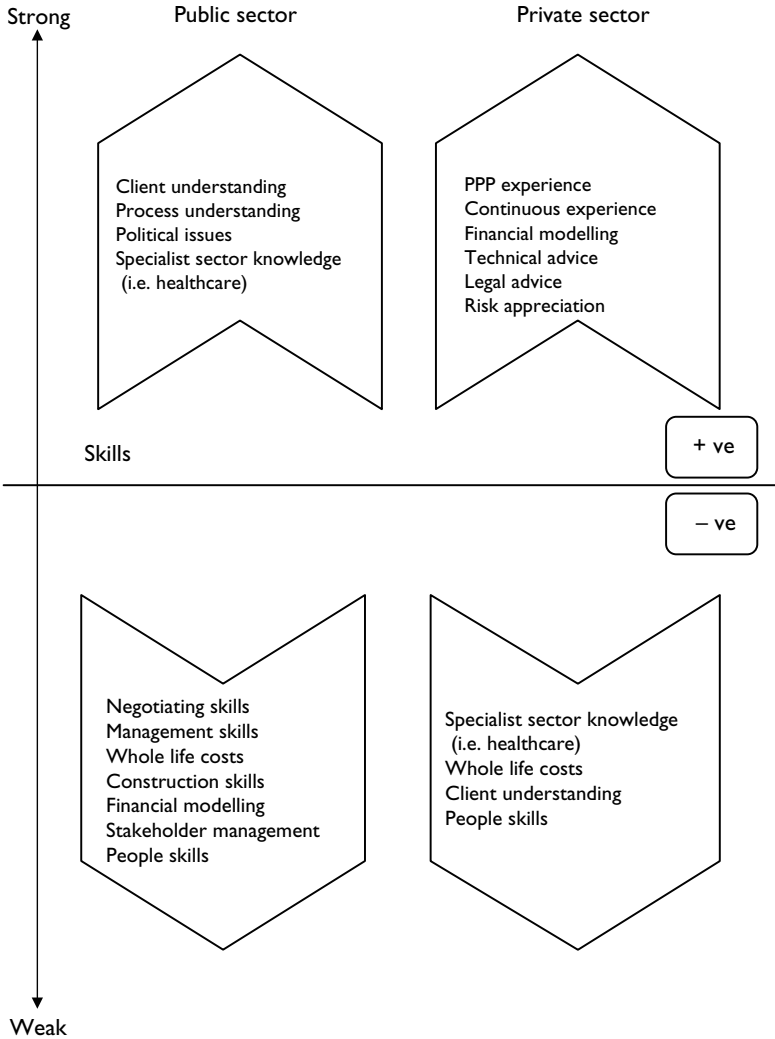 Strong
Public sector
Private sector
Client understanding
Process understanding
Political issues
Specialist sector knowledge
(i.e. healthcare)
PPP experience
Continuous experience
Financial modelling
Technical advice
Legal advice
Risk appreciation
Skills
+ ve
– ve
Negotiating skills
Management skills
Whole life costs
Construction skills
Financial modelling
Stakeholder management
People skills
Specialist sector knowledge
(i.e. healthcare)
Whole life costs
Client understanding
People skills
Weak